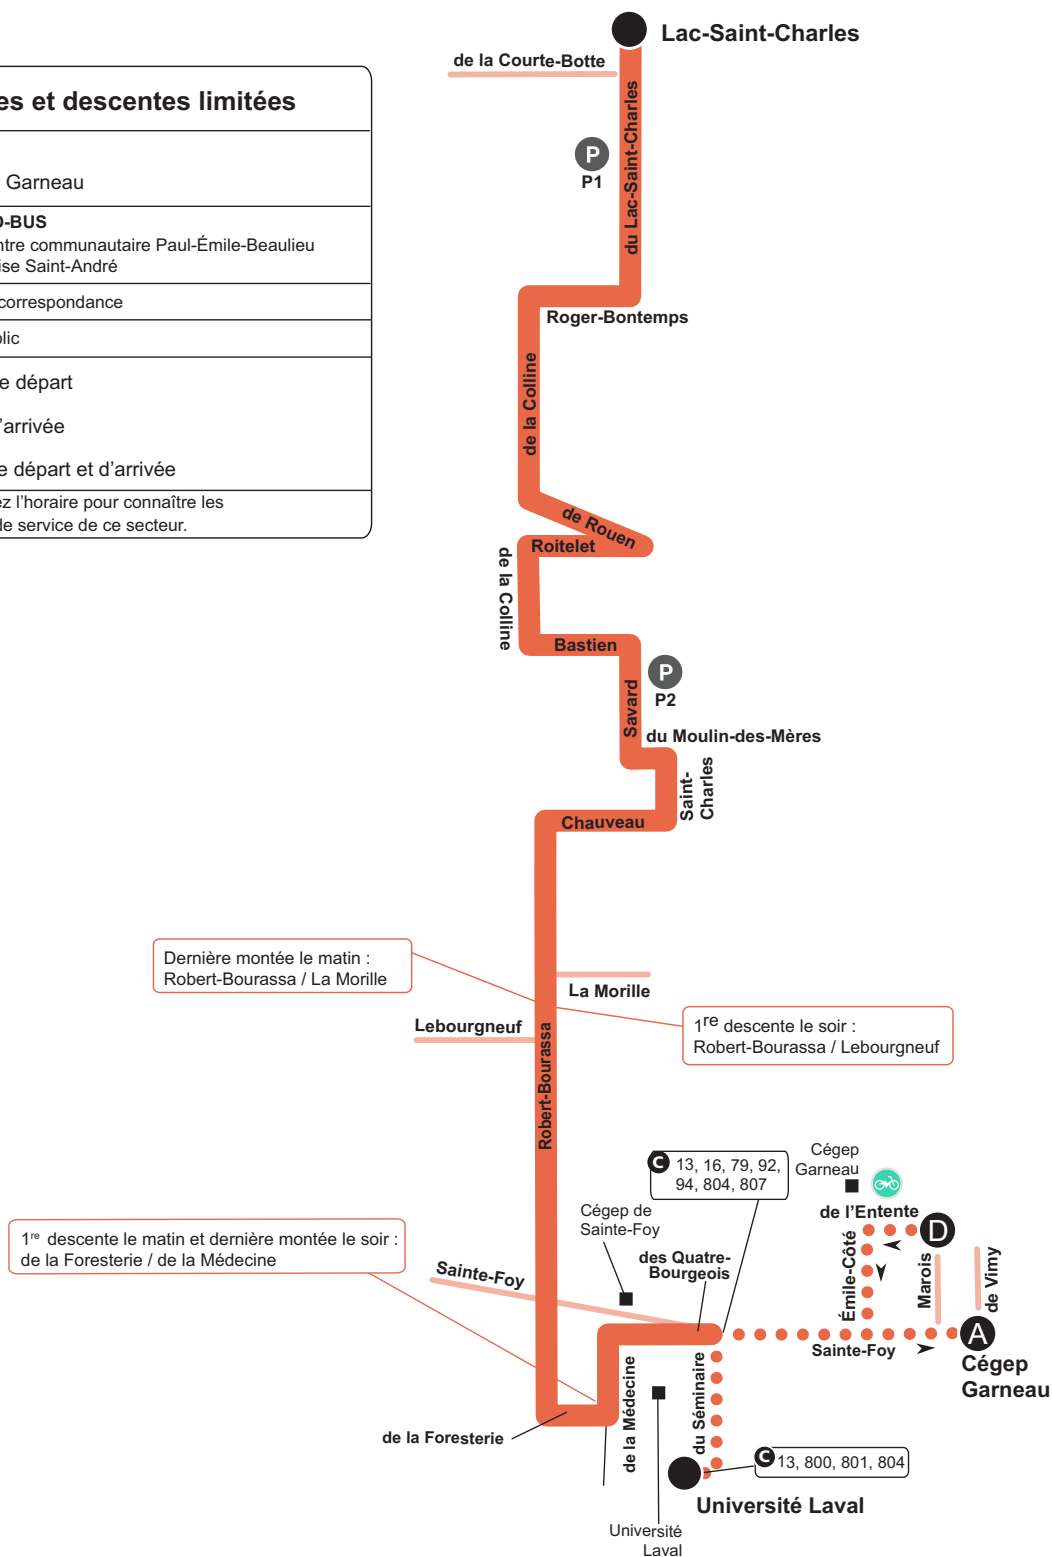 Lac-Saint-Charles
de la Courte-Botte
du Lac-Saint-Charles
P
P1
es et descentes limitées
Garneau
O-BUS
ntre communautaire Paul-Émile-Beaulieu
ise Saint-André
correspondance
blic
e départ
'arrivée
e départ et d'arrivée
ez l'horaire pour connaître les
de service de ce secteur.
Roger-Bontemps
de la Colline
de Rouen
Roitelet
de la Colline
Bastien
P
P2
Savard
du Moulin-des-Mères
Saint-
Charles
Chauveau
Dernière montée le matin :
Robert-Bourassa / La Morille
La Morille
Lebourgneuf
1re descente le soir :
Robert-Bourassa / Lebourgneuf
Robert-Bourassa
C 13, 16, 79, 92,
94, 804, 807
Cégep
Garneau
de l'Entente
D
Cégep de
Sainte-Foy
des Quatre-
Bourgeois
Émile-Côté
Marois
de Vimy
1re descente le matin et dernière montée le soir :
de la Foresterie / de la Médecine
Sainte-Foy
Sainte-Foy
A
Cégep
Garneau
de la Médecine
du Séminaire
de la Foresterie
C 13, 800, 801, 804
Université Laval
Université
Laval